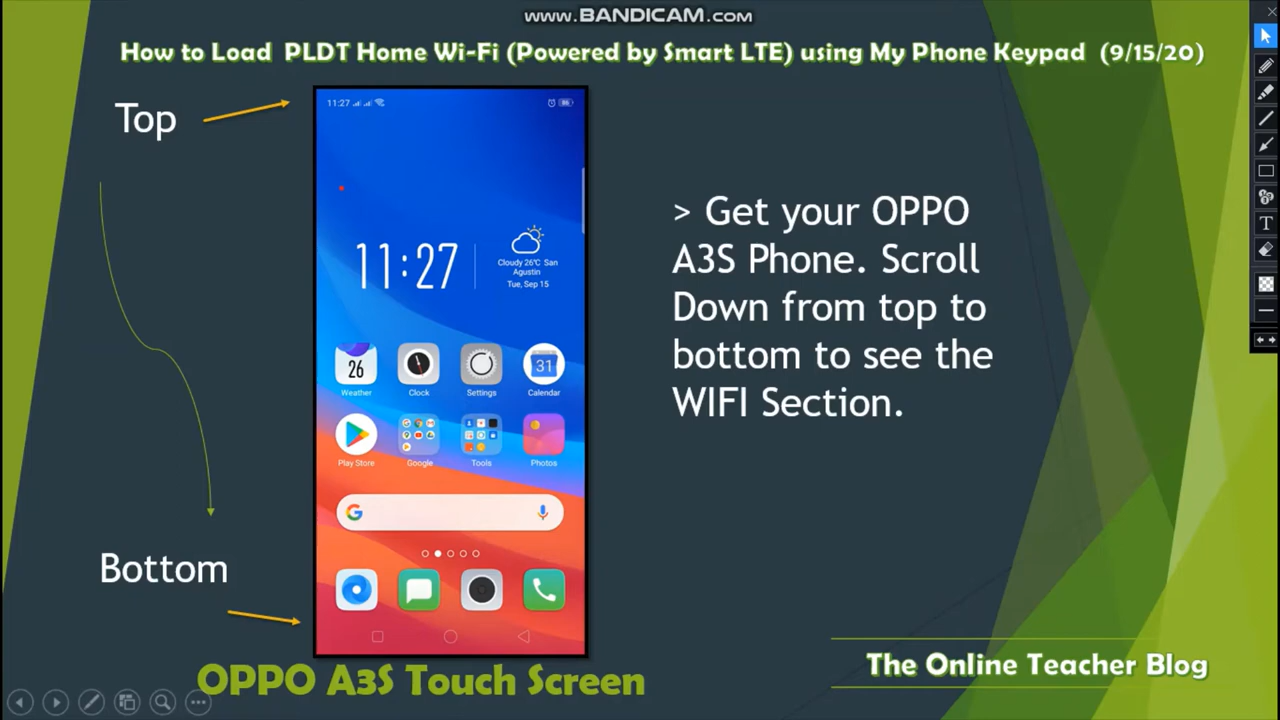 www.BANDICAM.com
How to Load PLDT Home Wi-Fi (Powered by Smart LTE) using My Phone Keypad (9/15/20)
Top
11:27
86
> Get your OPPO
A3S Phone. Scroll
Down from top to
bottom to see the
WIFI Section.
11:27
Cloudy 26°C San
Agustin
Tue, Sep 15
26
31
Weather
Clock
Settings
Calendar
Play Store
Google
Tools
Photos
G
Bottom
OPPO A3S Touch Screen
The Online Teacher Blog
T